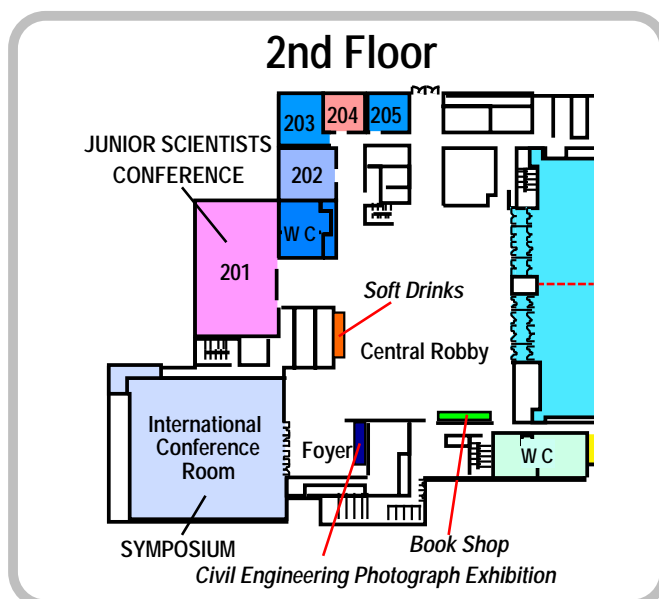 2nd Floor
203
204
205
JUNIOR SCIENTISTS
CONFERENCE
202
W C
201
Soft Drinks
Central Robby
International
Conference
Room
Foyer
W C
SYMPOSIUM
Book Shop
Civil Engineering Photograph Exhibition